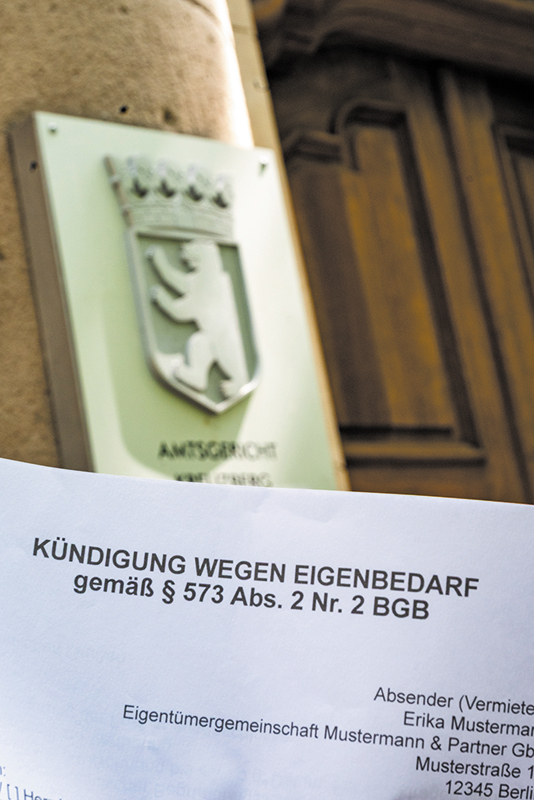 AMTSGERICHT
KÜNDIGUNG WEGEN EIGENBEDARF
gemäß § 573 Abs. 2 Nr. 2 BGB
Absender (Vermiete
Erika Musterman
Eigentümergemeinschaft Mustermann & Partner Gb
Musterstraße 1
12345 Berli